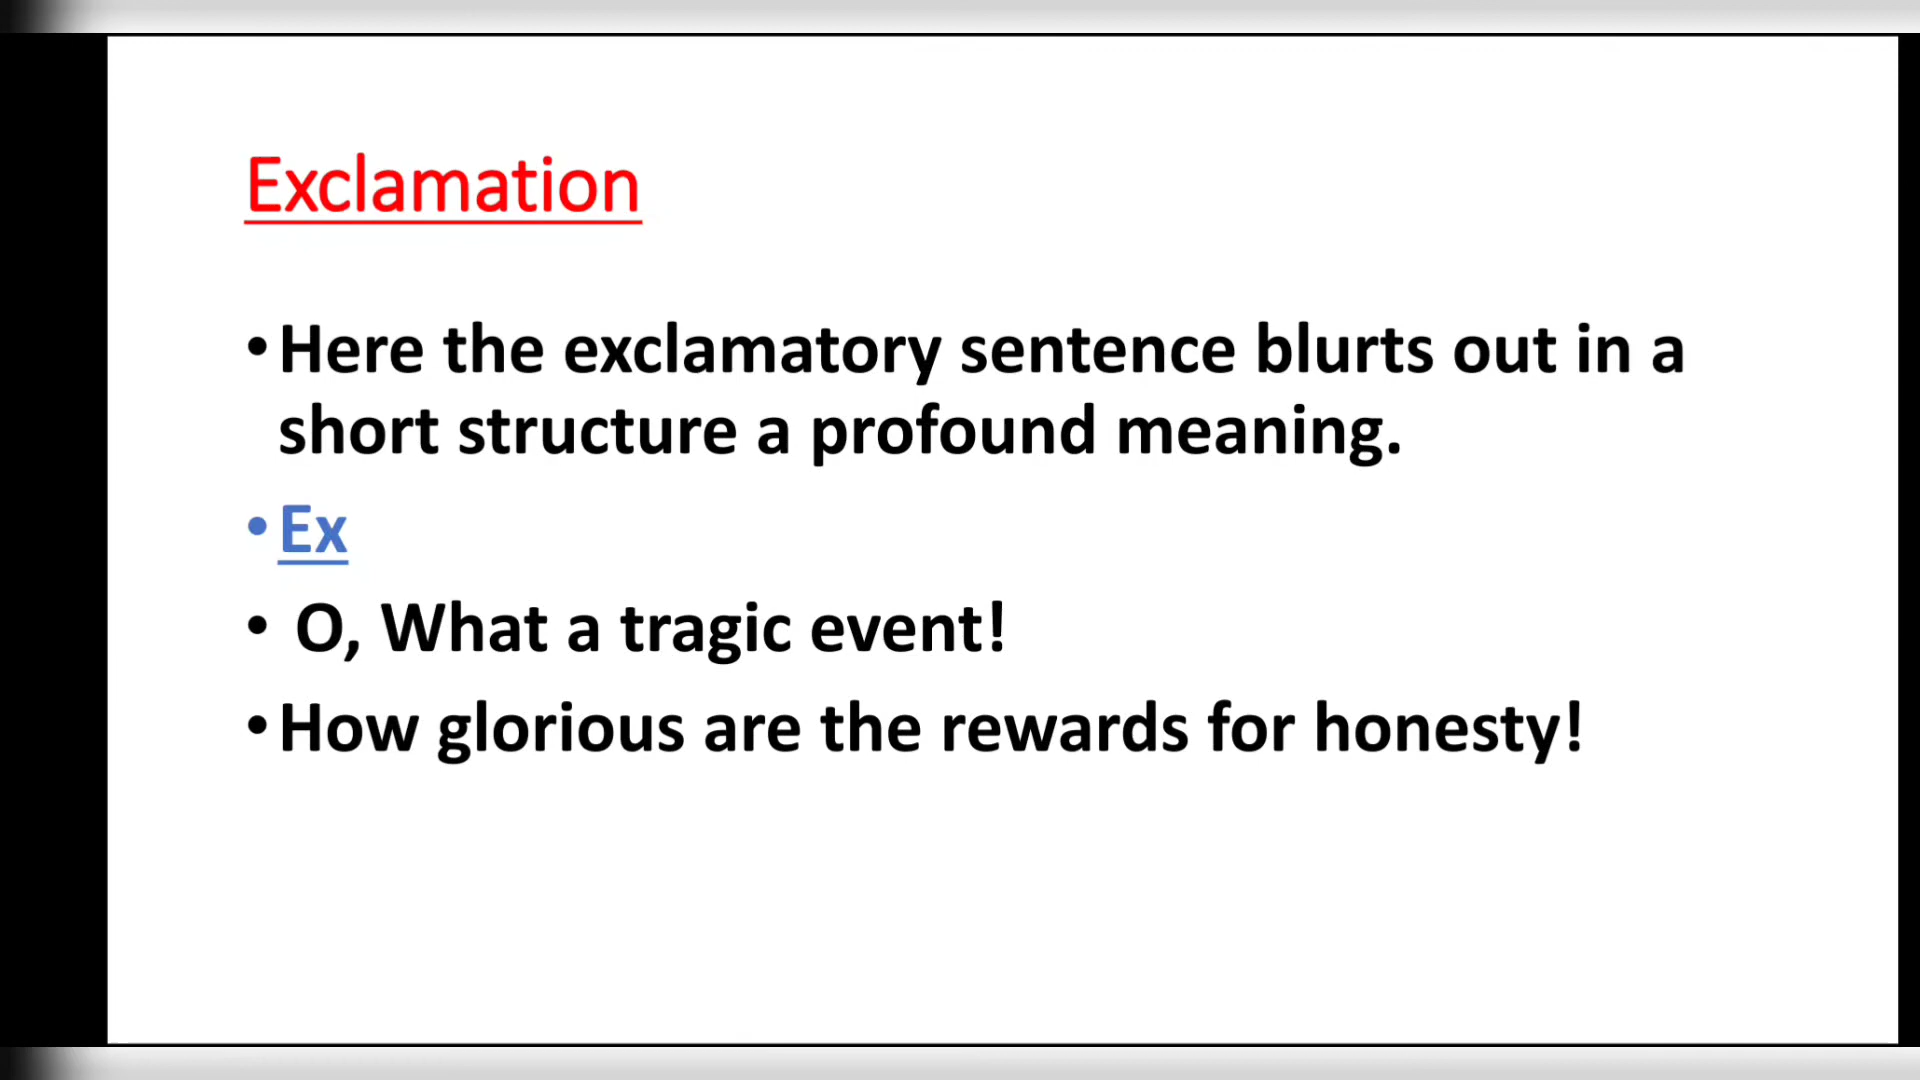 Exclamation
• Here the exclamatory sentence blurts out in a
short structure a profound meaning.
• Ex
• O, What a tragic event!
• How glorious are the rewards for honesty!